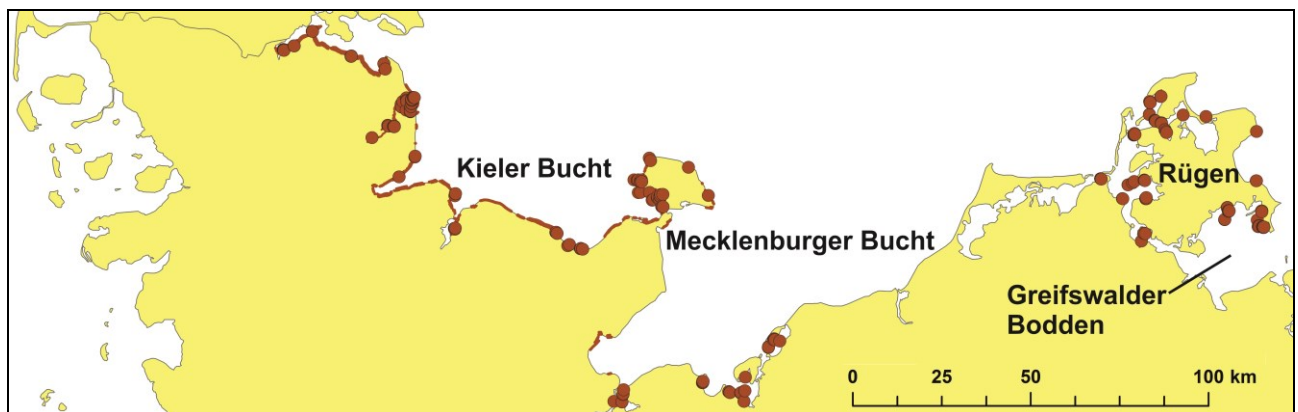 Kieler Bucht
Rügen
Mecklenburger Bucht
Greifswalder
Bodden
0 25 50 100 km